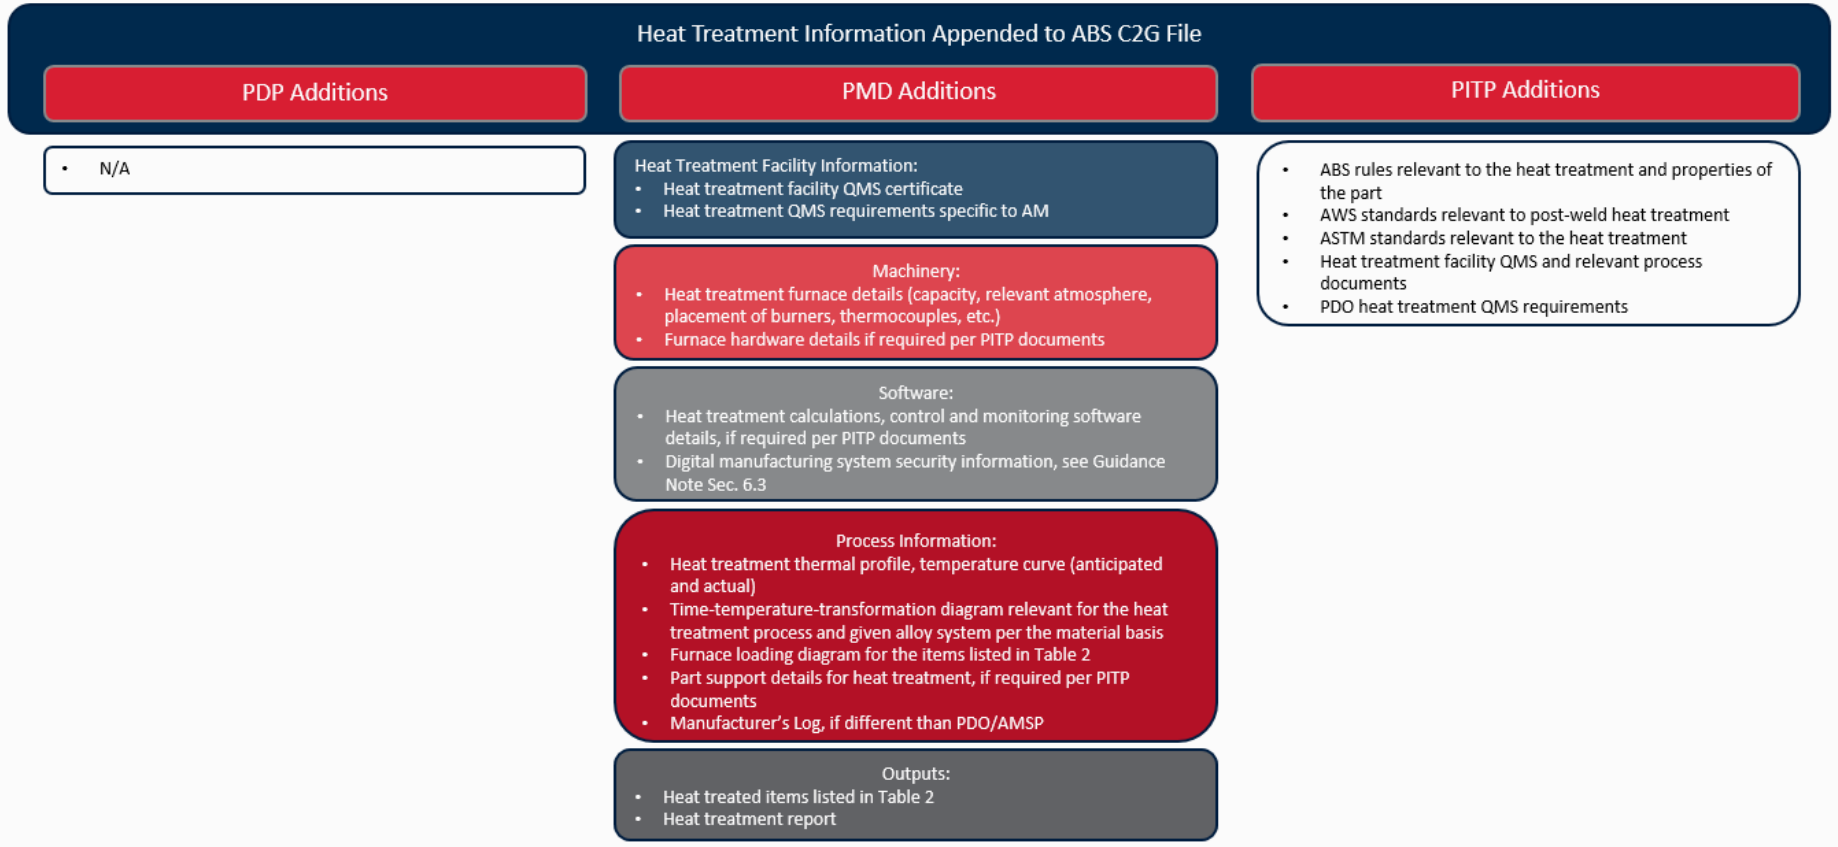 Heat Treatment Information Appended to ABS C2G File
PDP Additions
PMD Additions
PITP Additions
• N/A
Heat Treatment Facility Information:
• Heat treatment facility QMS certificate
• Heat treatment QMS requirements specific to AM
Machinery:
• Heat treatment furnace details (capacity, relevant atmosphere,
placement of burners, thermocouples, etc.)
• Furnace hardware details if required per PITP documents
Software:
• Heat treatment calculations, control and monitoring software
details, if required per PITP documents
• Digital manufacturing system security information, see Guidance
Note Sec. 6.3
Process Information:
• Heat treatment thermal profile, temperature curve (anticipated
and actual)
• Time-temperature-transformation diagram relevant for the heat
treatment process and given alloy system per the material basis
• Furnace loading diagram for the items listed in Table 2
• Part support details for heat treatment, if required per PITP
documents
• Manufacturer's Log, if different than PDO/AMSP
Outputs:
• Heat treated items listed in Table 2
• Heat treatment report
• ABS rules relevant to the heat treatment and properties of
the part
• AWS standards relevant to post-weld heat treatment
• ASTM standards relevant to the heat treatment
• Heat treatment facility QMS and relevant process
documents
• PDO heat treatment QMS requirements